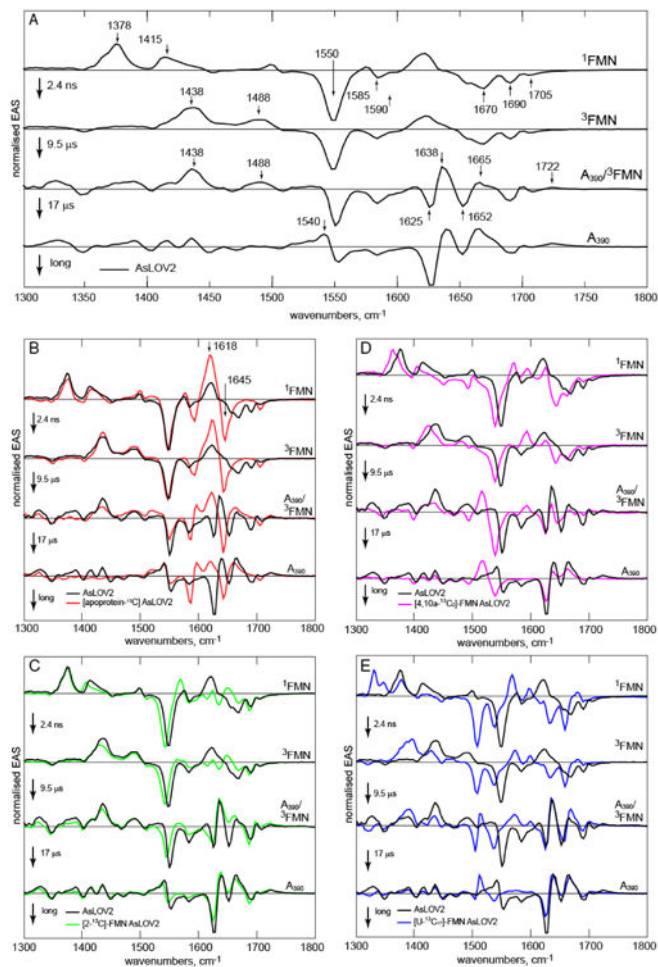 A
1378
1415
1550
¹FMN
2.4 ns
1585
1590
1670
1690
1705
1438
1488
³FMN
9.5 μs
1438
1488
1638
1665
1722
A₃₉₀/³FMN
17 μs
1625
1652
1540
A₃₉₀
long
AsLOV2
normalised EAS
1300 1350 1400 1450 1500 1550 1600 1650 1700 1750 1800
wavenumbers, cm⁻¹
B
1618
1645
¹FMN
2.4 ns
³FMN
9.5 μs
A₃₉₀/
³FMN
17 μs
A₃₉₀
long
AsLOV2
[apoprotein-¹³C] AsLOV2
normalised EAS
1300 1400 1500 1600 1700 1800
wavenumbers, cm⁻¹
D
¹FMN
2.4 ns
³FMN
9.5 μs
A₃₉₀/
³FMN
17 μs
A₃₉₀
long
AsLOV2
[4,10a-¹³C₂]-FMN AsLOV2
normalised EAS
1300 1400 1500 1600 1700 1800
wavenumbers, cm⁻¹
C
¹FMN
2.4 ns
³FMN
9.5 μs
A₃₉₀/
³FMN
17 μs
A₃₉₀
long
AsLOV2
[2-¹³C]-FMN AsLOV2
normalised EAS
1300 1400 1500 1600 1700 1800
wavenumbers, cm⁻¹
E
¹FMN
2.4 ns
³FMN
9.5 μs
A₃₉₀/
³FMN
17 μs
A₃₉₀
long
AsLOV2
[U-¹³C₁₇]-FMN AsLOV2
normalised EAS
1300 1400 1500 1600 1700 1800
wavenumbers, cm⁻¹